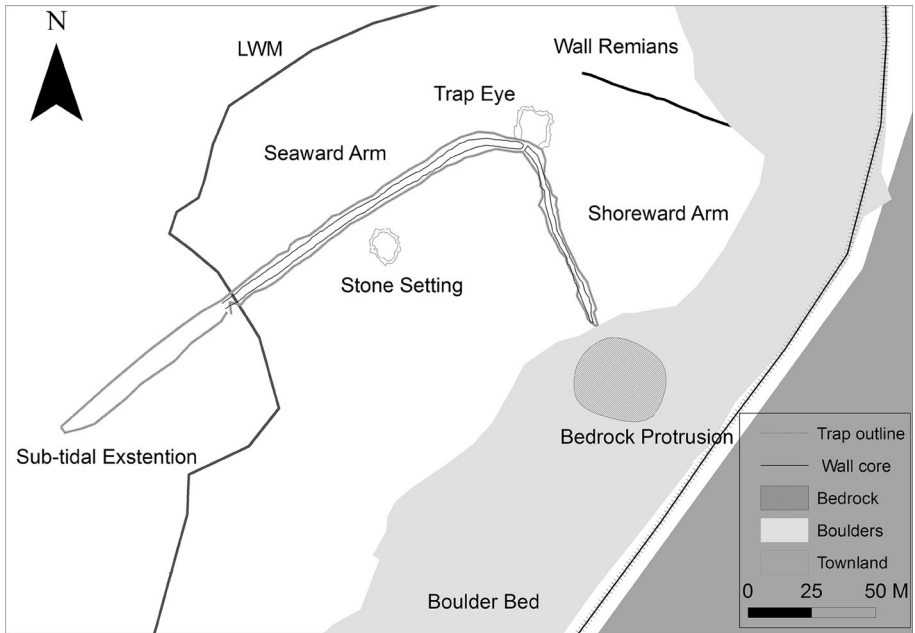 N
LWM
Wall Remians
Trap Eye
Seaward Arm
Shoreward Arm
Stone Setting
Sub-tidal Exstention
Bedrock Protrusion
Boulder Bed
Trap outline
Wall core
Bedrock
Boulders
Townland
0 25 50 M